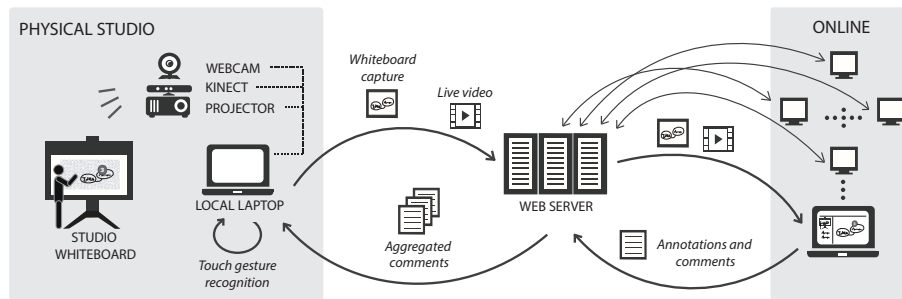 PHYSICAL STUDIO
WEBCAM
KINECT
PROJECTOR
LOCAL LAPTOP
STUDIO
WHITEBOARD
Touch gesture
recognition
Whiteboard
capture
Live video
Aggregated
comments
WEB SERVER
Annotations and
comments
ONLINE